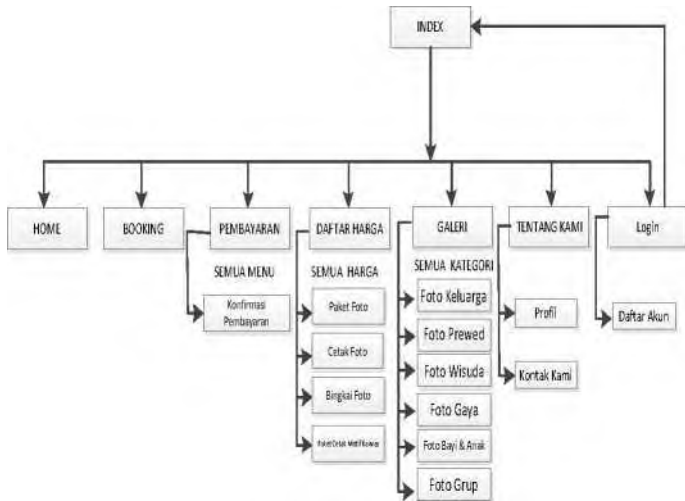 INDEX
HOME
BOOKING
PEMBAYARAN
DAFTAR HARGA
GALERI
TENTANG KAMI
Login
SEMUA MENU
SEMUA HARGA
SEMUA KATEGORI
Konfirmasi
Pembayaran
Paket Foto
Cetak Foto
Bingkai Foto
Foto Keluarga
Foto Prewed
Foto Wisuda
Foto Gaya
Foto Bayi & Anak
Foto Grup
Profil
Kontak Kami
Daftar Akun